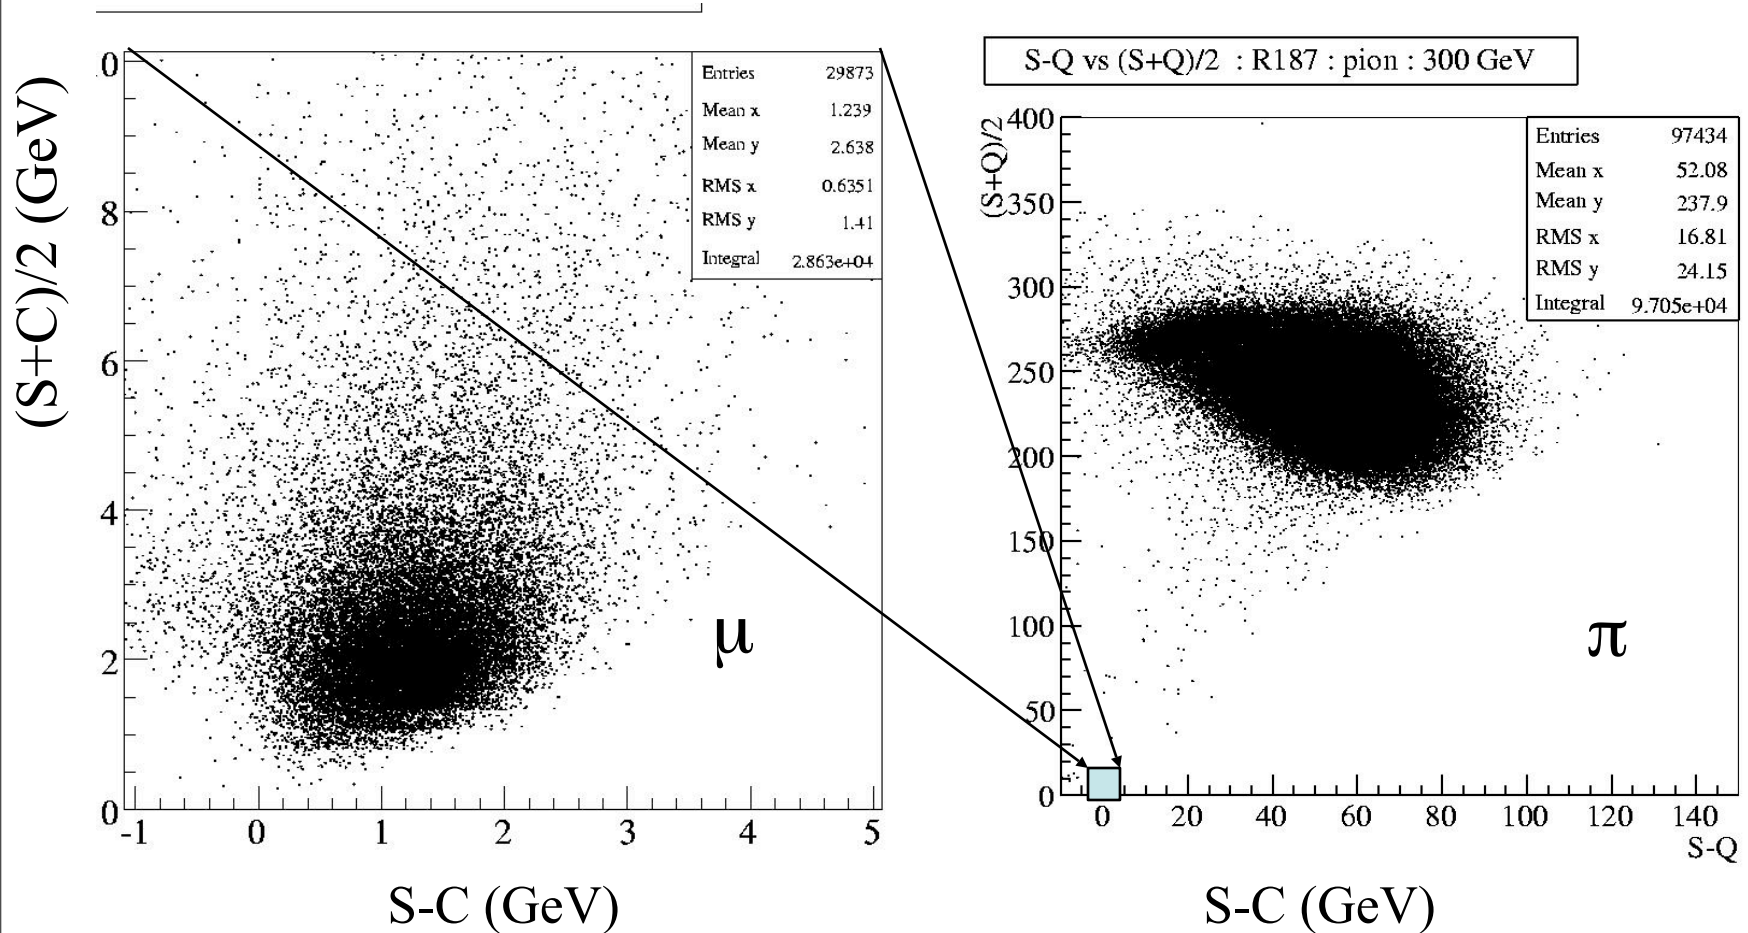 (S+C)/2 (GeV)
0
8
6
4
2
0
-1 0 1 2 3 4 5
S-C (GeV)
Entries 29873
Mean x 1.239
Mean y 2.638
RMS x 0.6351
RMS y 1.41
Integral 2.863e+04
μ
S-Q vs (S+Q)/2 : R187 : pion : 300 GeV
(S+Q)/2
400
350
300
250
200
150
100
50
0
0 20 40 60 80 100 120 140
S-Q
S-C (GeV)
Entries 97434
Mean x 52.08
Mean y 237.9
RMS x 16.81
RMS y 24.15
Integral 9.705e+04
π